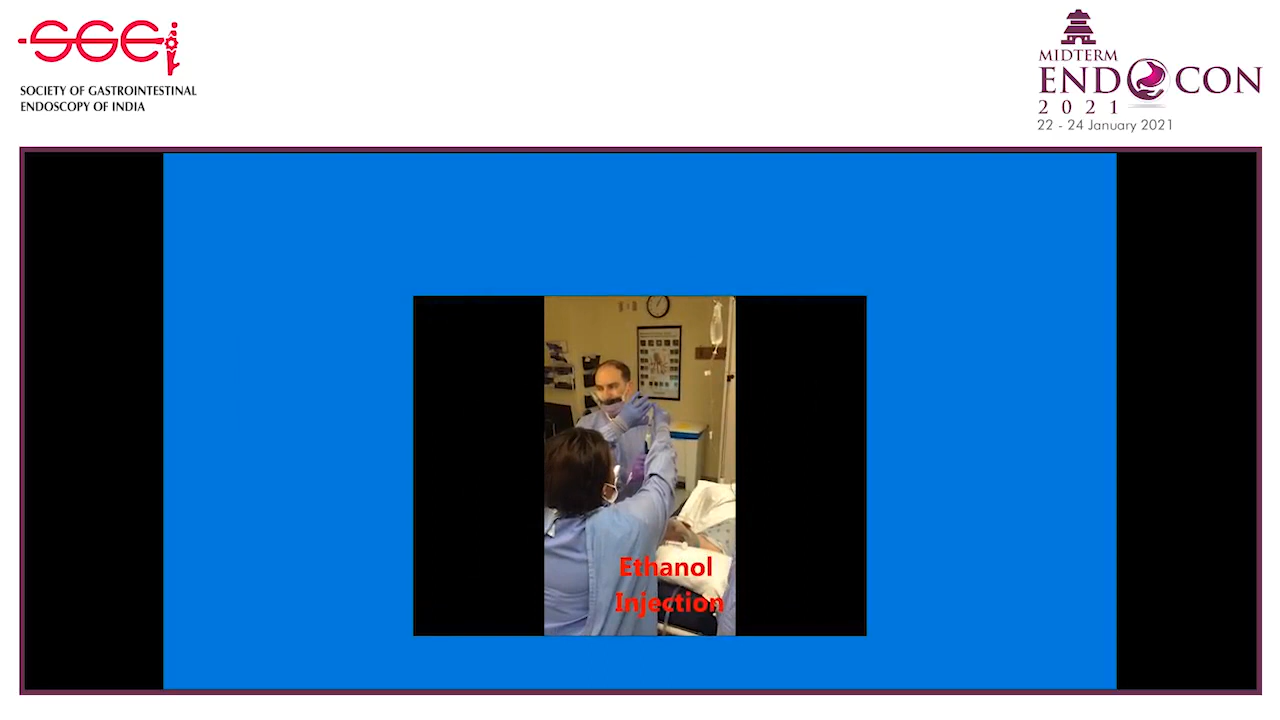 SGEi
SOCIETY OF GASTROINTESTINAL
ENDOSCOPY OF INDIA
MIDTERM
ENDOCON
2021
22 - 24 January 2021
Ethanol
Injection